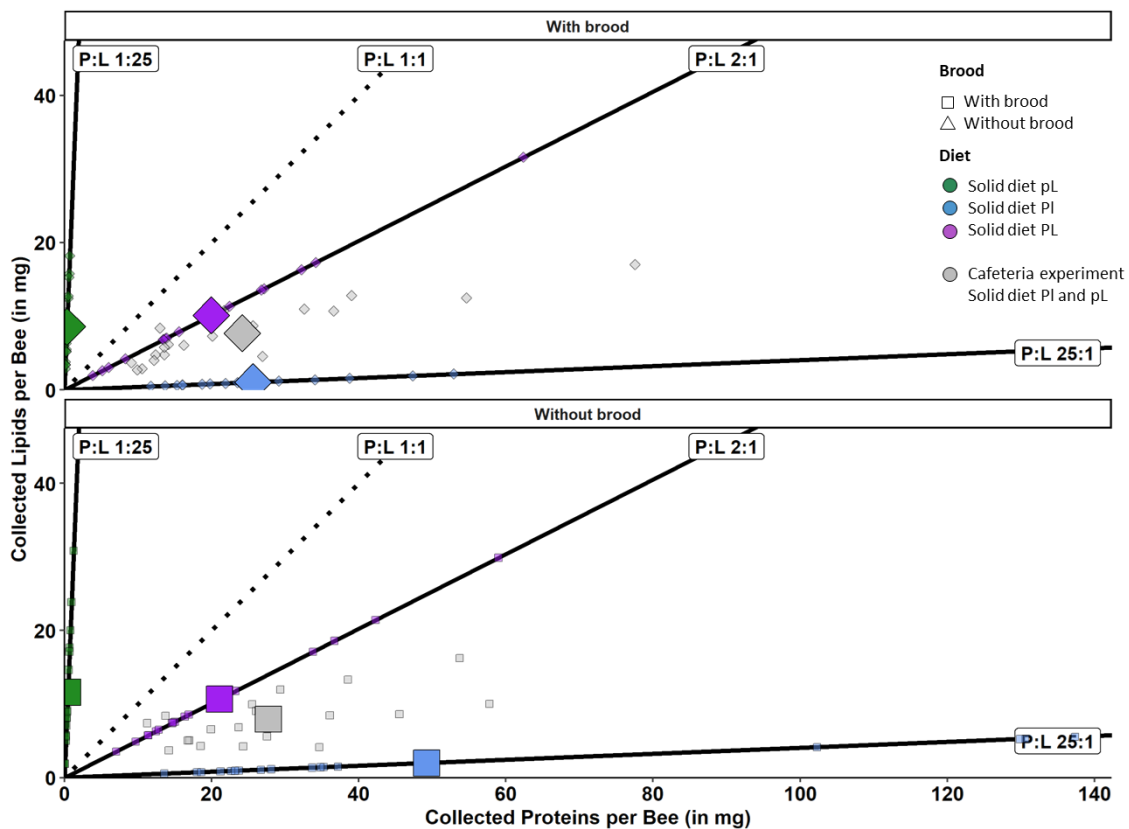 With brood
P:L 1:25
P:L 1:1
P:L 2:1
Brood
With brood
Without brood
Diet
Solid diet pL
Solid diet Pl
Solid diet PL
Cafeteria experiment
Solid diet Pl and pL
P:L 25:1
40
20
0
Collected Lipids per Bee (in mg)
Without brood
P:L 1:25
P:L 1:1
P:L 2:1
P:L 25:1
40
20
0
0 20 40 60 80 100 120 140
Collected Proteins per Bee (in mg)